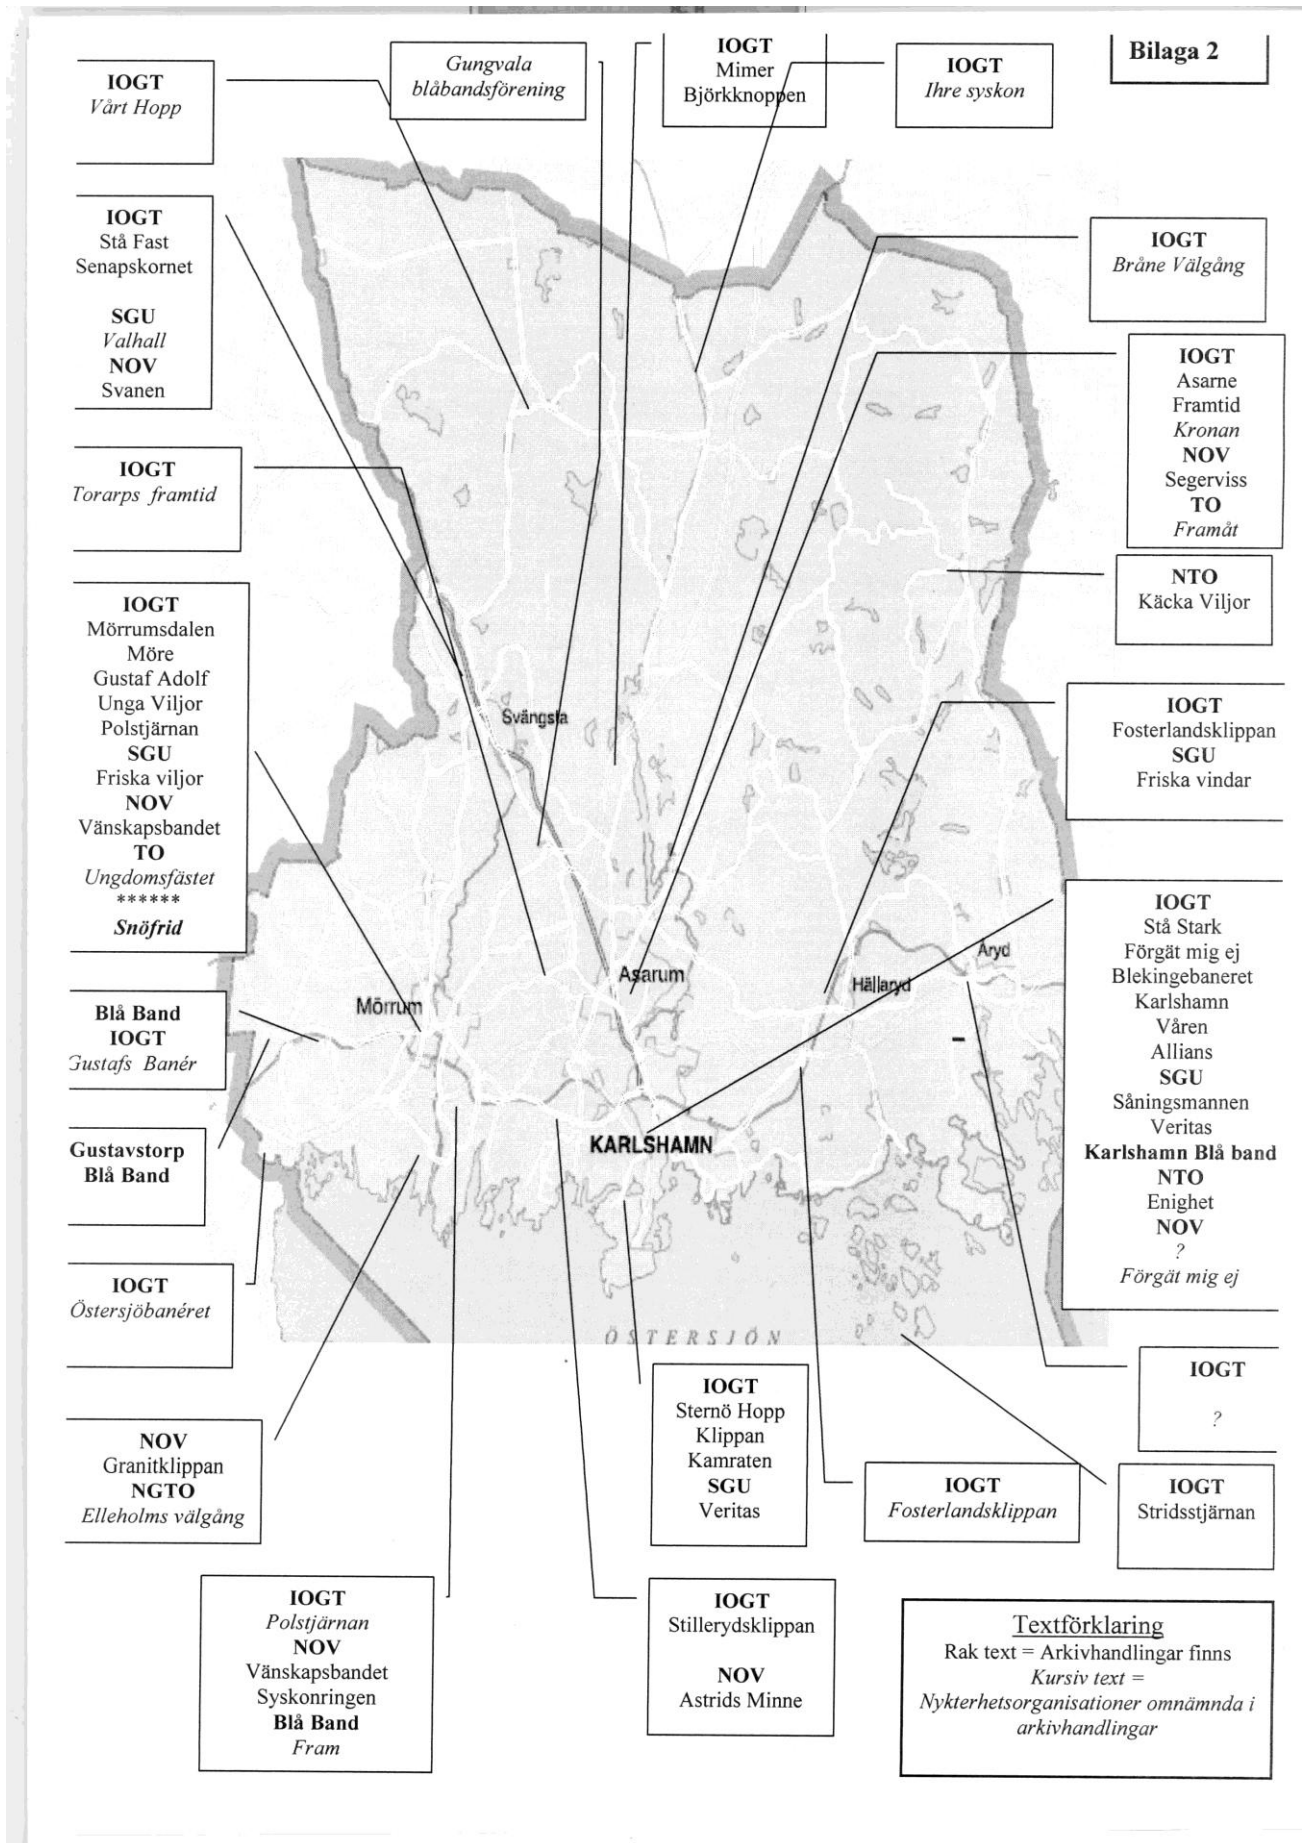 Bilaga 2
IOGT
Vårt Hopp
Gungvala
blåbandsförening
IOGT
Mimer
Björkknoppen
IOGT
Ihre syskon
IOGT
Stå Fast
Senapskornet
SGU
Valhall
NOV
Svanen
IOGT
Bråne Välgång
IOGT
Asarne
Framtid
Kronan
NOV
Segerviss
TO
Framåt
IOGT
Torarps framtid
NTO
Käcka Viljor
IOGT
Mörrumsdalen
Möre
Gustaf Adolf
Unga Viljor
Polstjärnan
SGU
Friska viljor
NOV
Vänskapsbandet
TO
Ungdomsfästet
******
Snöfrid
IOGT
Fosterlandsklippan
SGU
Friska vindar
Svängsta
Asarum
Mörrum
Hällaryd
Åryd
KARLSHAMN
ÖSTERSJÖN
IOGT
Stå Stark
Förgät mig ej
Blekingebaneret
Karlshamn
Våren
Allians
SGU
Såningsmannen
Veritas
Karlshamn Blå band
NTO
Enighet
NOV
?
Förgät mig ej
Blå Band
IOGT
Gustafs Banér
Gustavstorp
Blå Band
IOGT
Östersjöbanéret
NOV
Granitklippan
NGTO
Elleholms välgång
IOGT
Sternö Hopp
Klippan
Kamraten
SGU
Veritas
IOGT
Fosterlandsklippan
IOGT
?
IOGT
Stridsstjärnan
IOGT
Polstjärnan
NOV
Vänskapsbandet
Syskonringen
Blå Band
Fram
IOGT
Stillerydsklippan
NOV
Astrids Minne
Textförklaring
Rak text = Arkivhandlingar finns
Kursiv text =
Nykterhetsorganisationer omnämnda i
arkivhandlingar